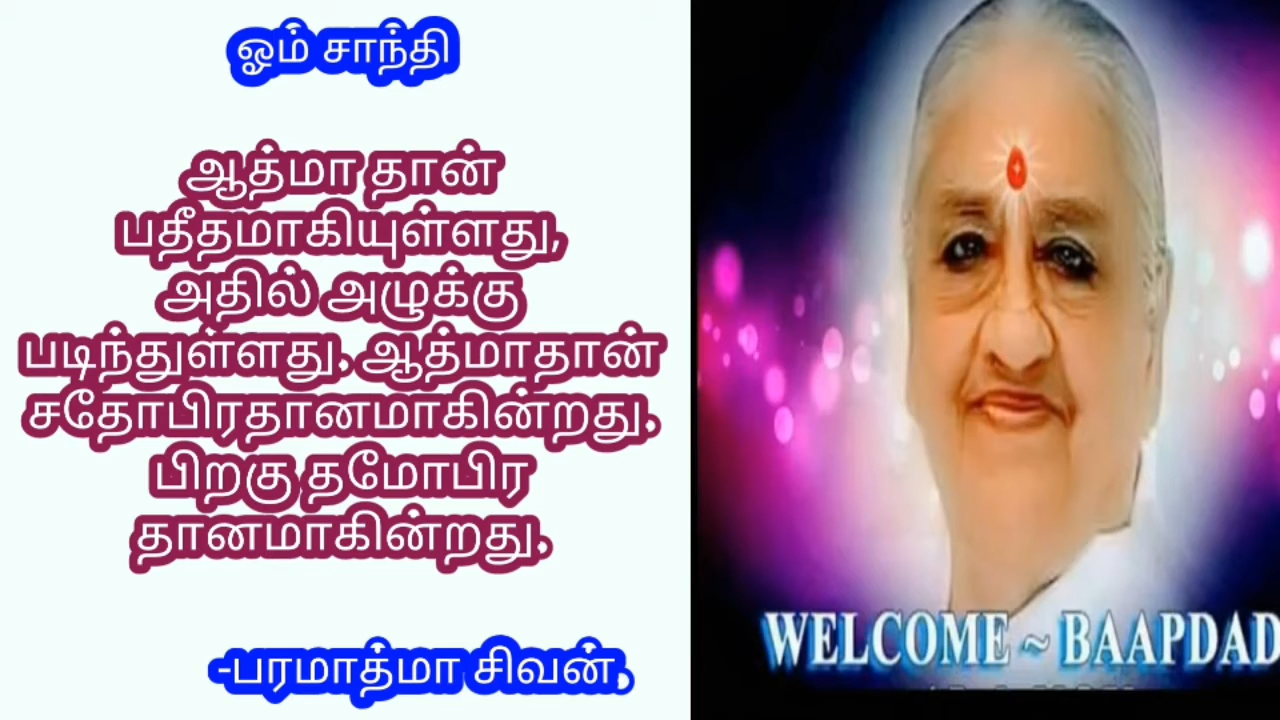 ஓம் சாந்தி
ஆத்மா தான்
பதீதமாகியுள்ளது,
அதில் அழுக்கு
படிந்துள்ளது. ஆத்மாதான்
சதோபிரதானமாகின்றது.
பிறகு தமோபிர
தானமாகின்றது.
-பரமாத்மா சிவன்,
WELCOME ~ BAAPDAD